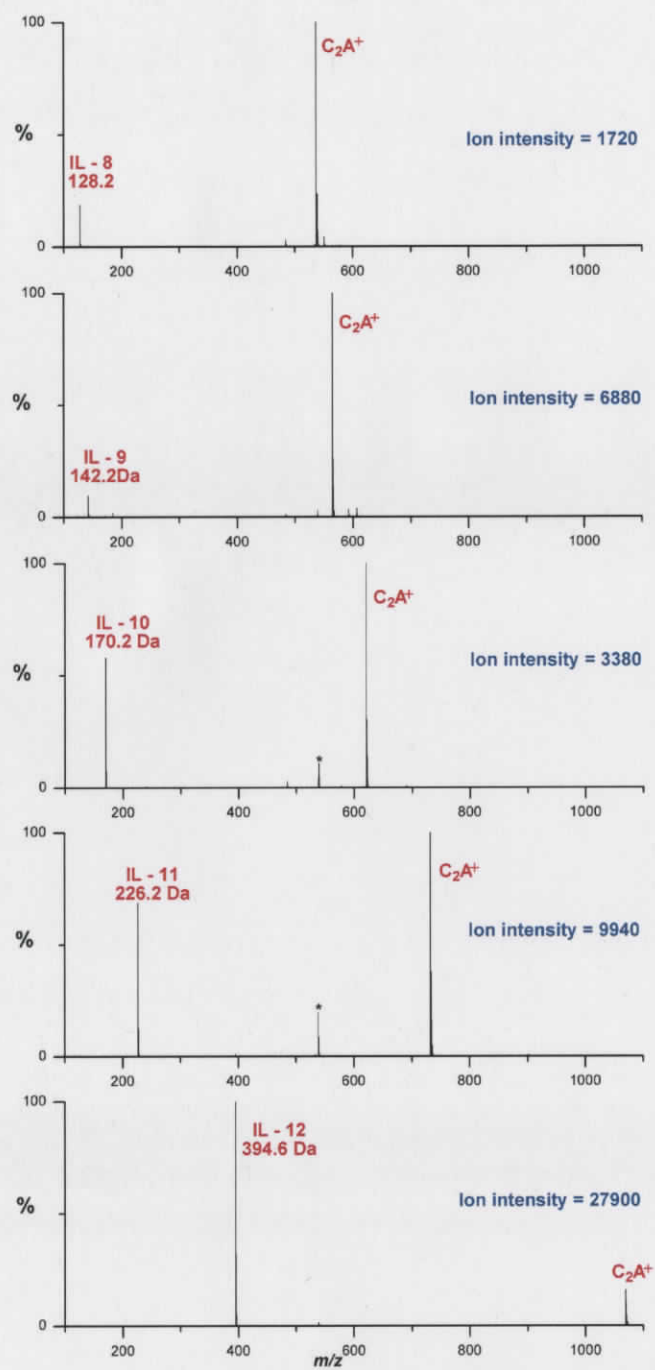 100
C₂A⁺
%
Ion intensity = 1720
IL - 8
128.2
0
200 400 600 800 1000
100
C₂A⁺
%
Ion intensity = 6880
IL - 9
142.2Da
0
200 400 600 800 1000
100
C₂A⁺
IL - 10
170.2 Da
Ion intensity = 3380
%
*
0
200 400 600 800 1000
100
IL - 11
226.2 Da
C₂A⁺
Ion intensity = 9940
%
*
0
200 400 600 800 1000
100
IL - 12
394.6 Da
Ion intensity = 27900
%
C₂A⁺
0
200 400 600 800 1000
m/z